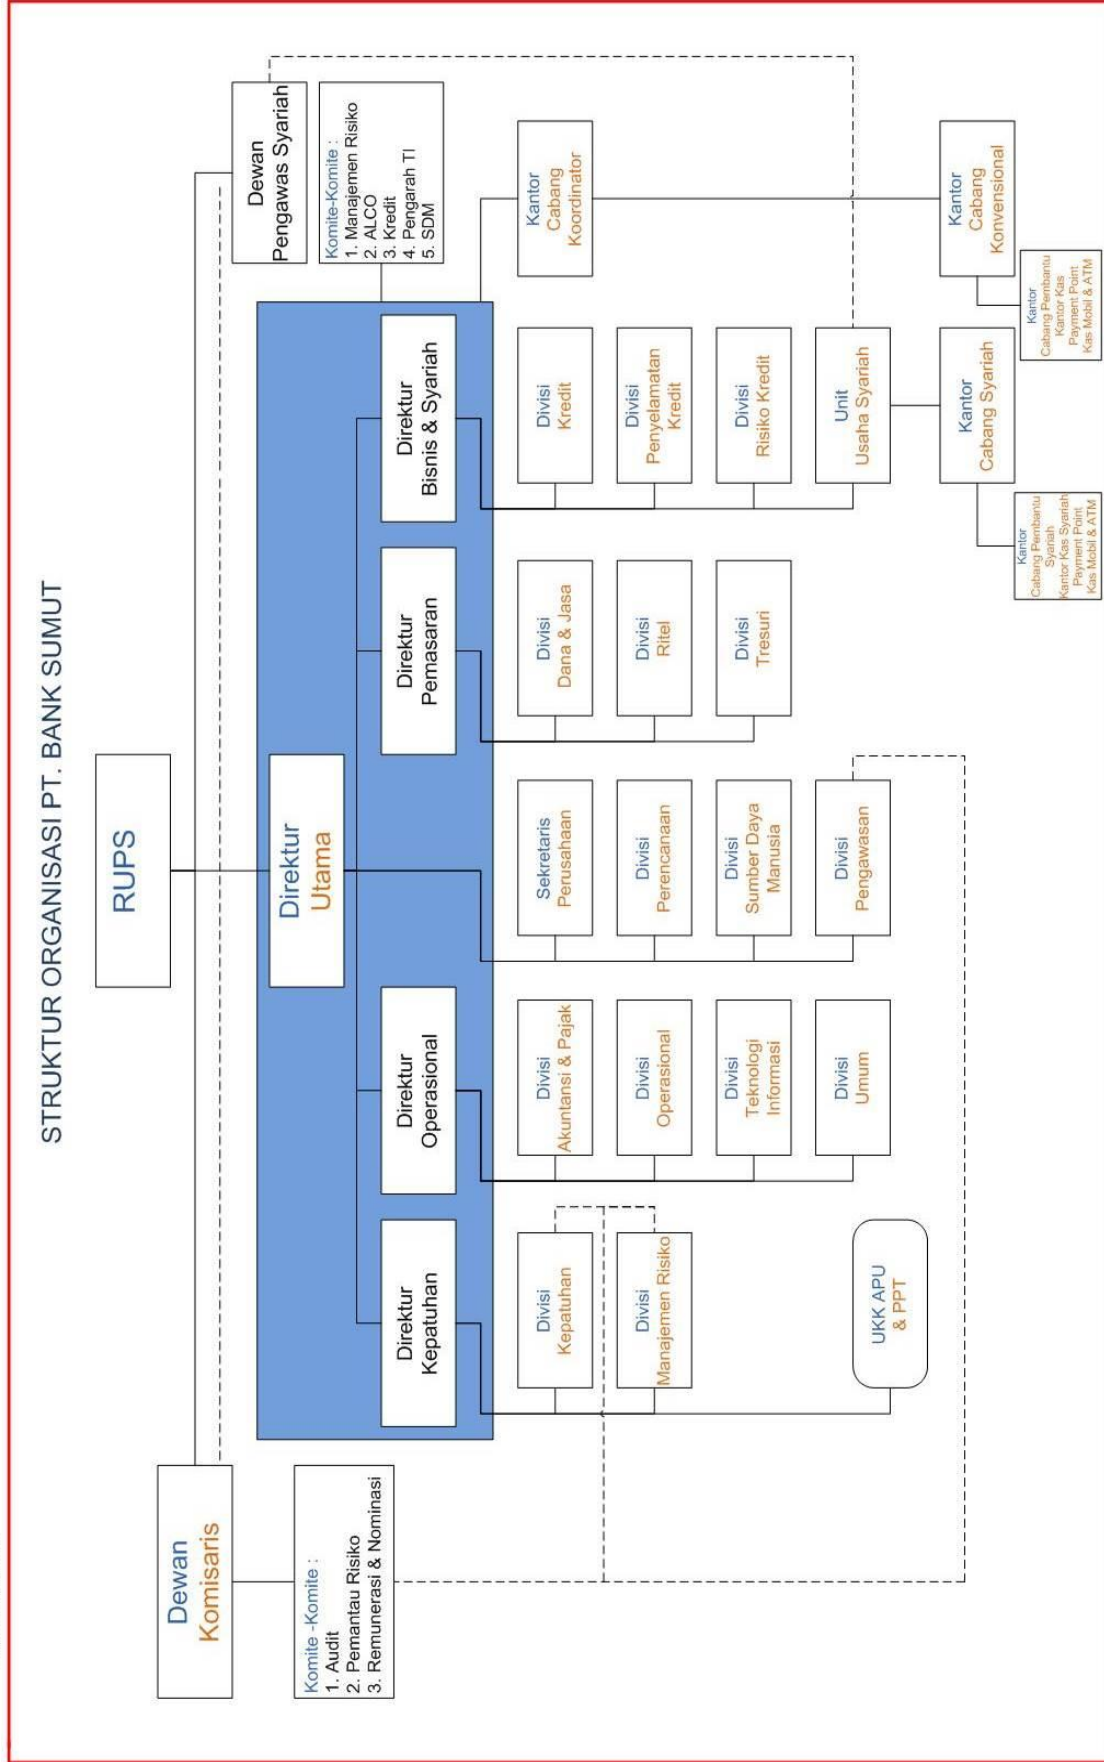 STRUKTUR ORGANISASI PT. BANK SUMUT
RUPS
Dewan
Komisaris
Dewan
Pengawas Syariah
Komite -Komite :
1. Audit
2. Pemantau Risiko
3. Remunerasi & Nominasi
Direktur
Utama
Komite-Komite :
1. Manajemen Risiko
2. ALCO
3. Kredit
4. Pengarah TI
5. SDM
Direktur
Kepatuhan
Direktur
Operasional
Direktur
Pemasaran
Direktur
Bisnis & Syariah
Divisi
Kepatuhan
Divisi
Akuntansi & Pajak
Sekretaris
Perusahaan
Divisi
Dana & Jasa
Divisi
Kredit
Kantor
Cabang
Koordinator
Divisi
Manajemen Risiko
Divisi
Operasional
Divisi
Perencanaan
Divisi
Ritel
Divisi
Penyelamatan
Kredit
Divisi
Teknologi
Informasi
Divisi
Sumber Daya
Manusia
Divisi
Tresuri
Divisi
Risiko Kredit
UKK APU
& PPT
Divisi
Umum
Divisi
Pengawasan
Unit
Usaha Syariah
Kantor
Cabang Syariah
Kantor
Cabang
Konvensional
Kantor
Cabang Pembantu
Syariah
Kantor Kas Syariah
Payment Point
Kas Mobil & ATM
Kantor
Cabang Pembantu
Kantor Kas
Payment Point
Kas Mobil & ATM